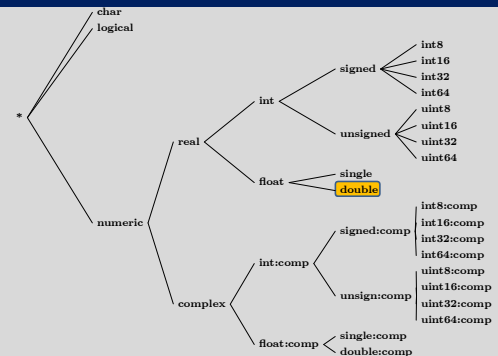 char
logical
int8
int16
signed
int32
int64
int
uint8
*
uint16
unsigned
uint32
real
uint64
single
float
double
int8:comp
numeric
int16:comp
signed:comp
int32:comp
int64:comp
int:comp
uint8:comp
uint16:comp
unsign:comp
complex
uint32:comp
uint64:comp
single:comp
float:comp
double:comp